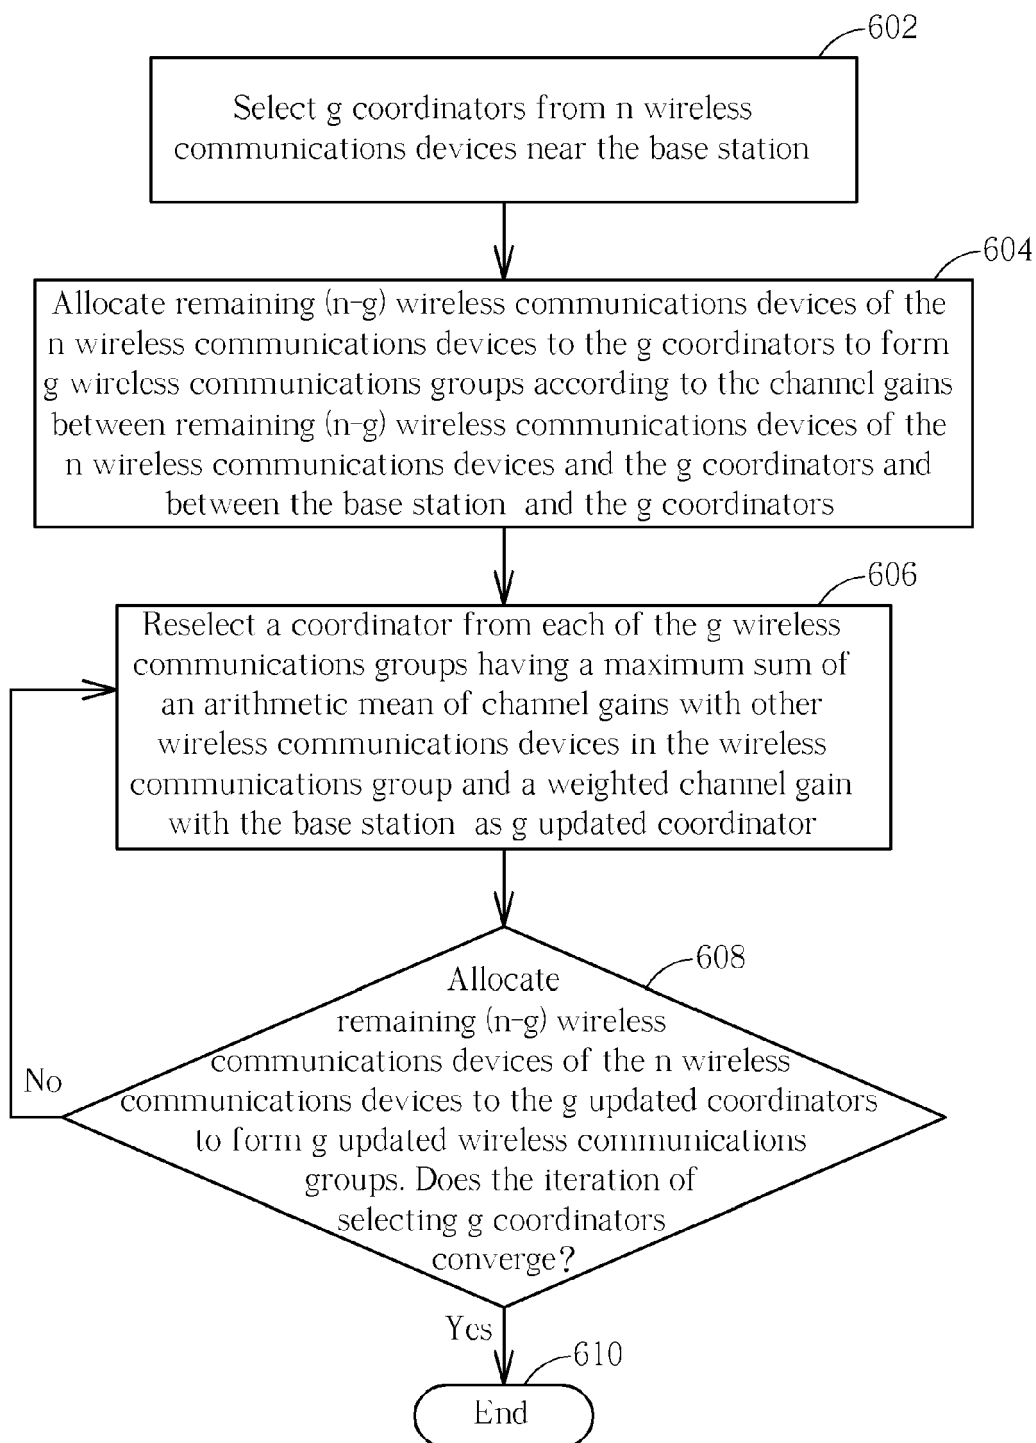 602
Select g coordinators from n wireless
communications devices near the base station
604
Allocate remaining (n-g) wireless communications devices of the
n wireless communications devices to the g coordinators to form
g wireless communications groups according to the channel gains
between remaining (n-g) wireless communications devices of the
n wireless communications devices and the g coordinators and
between the base station and the g coordinators
606
Reselect a coordinator from each of the g wireless
communications groups having a maximum sum of
an arithmetic mean of channel gains with other
wireless communications devices in the wireless
communications group and a weighted channel gain
with the base station as g updated coordinator
608
Allocate
remaining (n-g) wireless
communications devices of the n wireless
communications devices to the g updated coordinators
to form g updated wireless communications
groups. Does the iteration of
selecting g coordinators
converge?
No
Yes
610
End